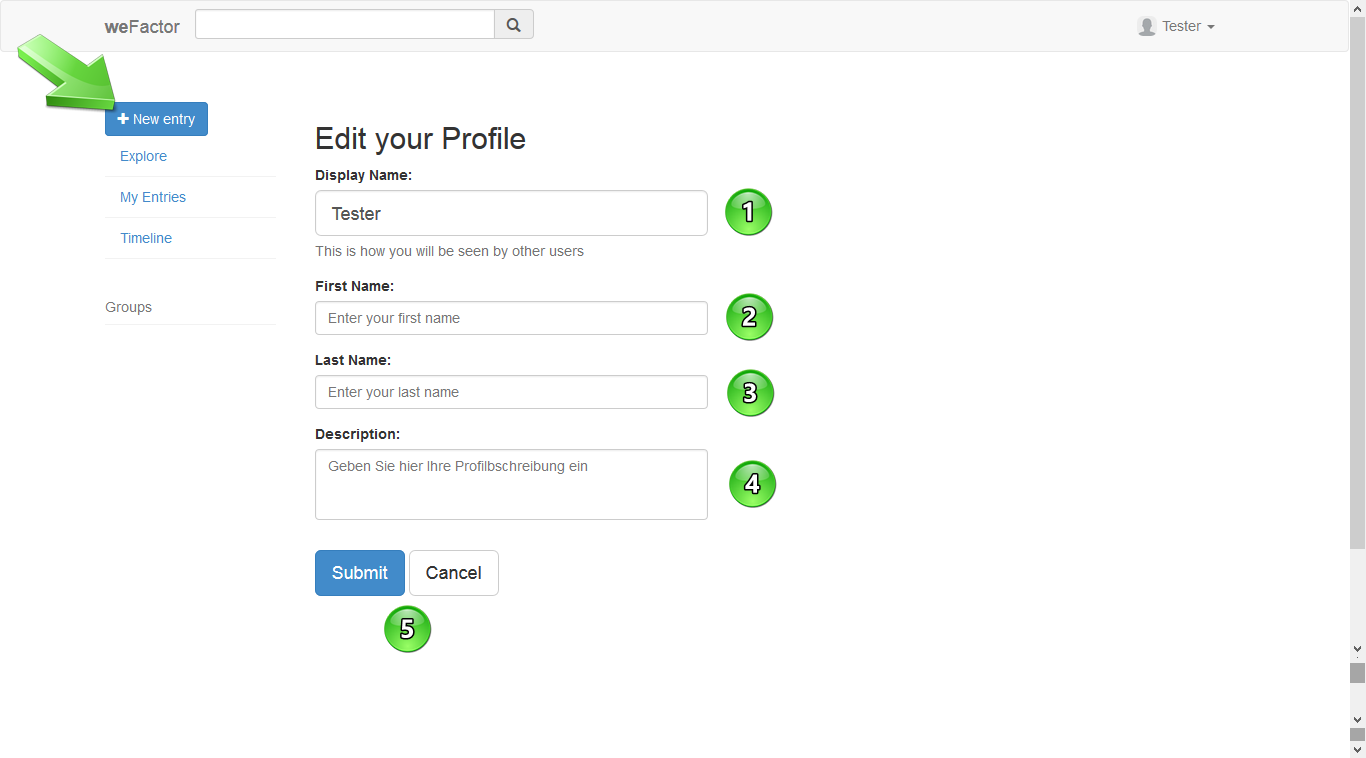 weFactor
Tester
New entry
Explore
My Entries
Timeline
Groups
Edit your Profile
Display Name:
Tester
1
This is how you will be seen by other users
First Name:
Enter your first name
2
Last Name:
Enter your last name
3
Description:
Geben Sie hier Ihre Profilbschreibung ein
4
Submit Cancel
5